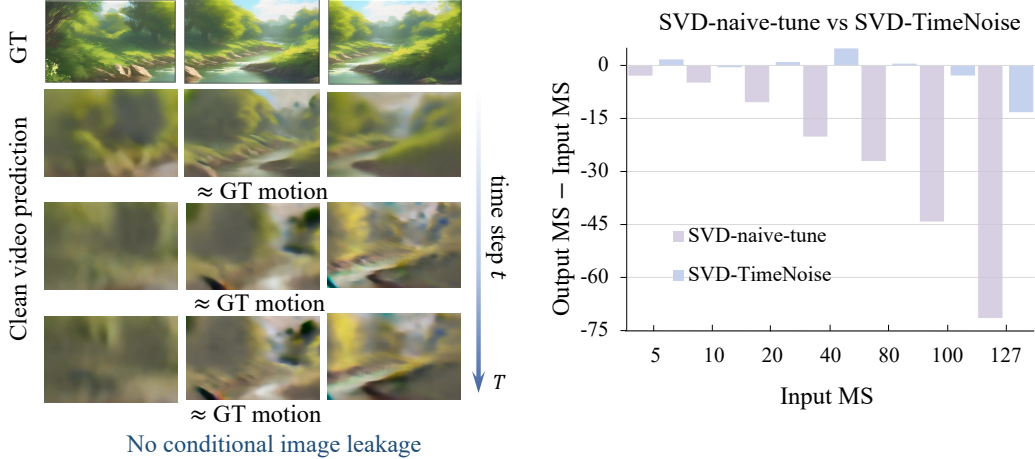 GT
Clean video prediction
≈ GT motion
≈ GT motion
≈ GT motion
time step t
T
No conditional image leakage
SVD-naive-tune vs SVD-TimeNoise
Output MS − Input MS
0
-15
-30
-45
-60
-75
SVD-naive-tune
SVD-TimeNoise
5 10 20 40 80 100 127
Input MS